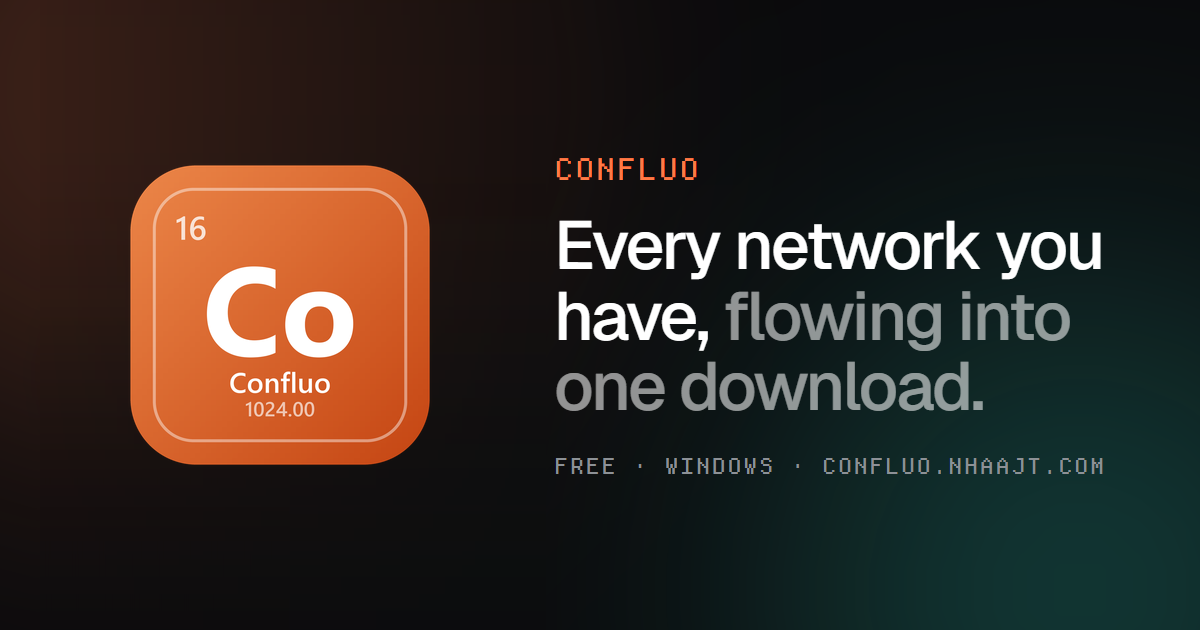 16
Co
Confluo
1024.00
CONFLUO
Every network you
have, flowing into
one download.
FREE · WINDOWS · CONFLUO.NHAAJT.COM